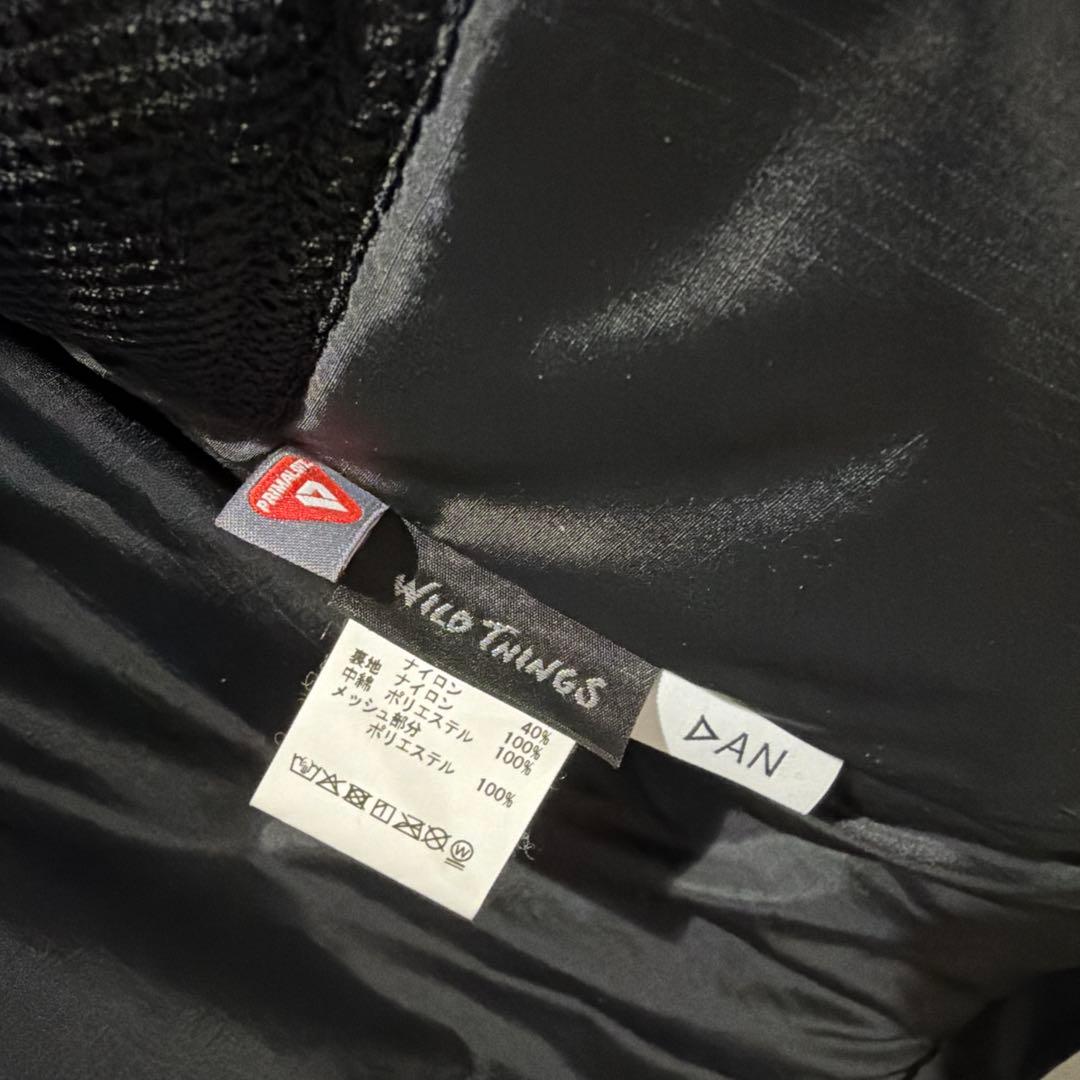 PRIMALOFT
WILD THINGS
DAN
ナイロン 40%
裏地 ナイロン 100%
中綿 ポリエステル 100%
メッシュ部分
ポリエステル 100%
W